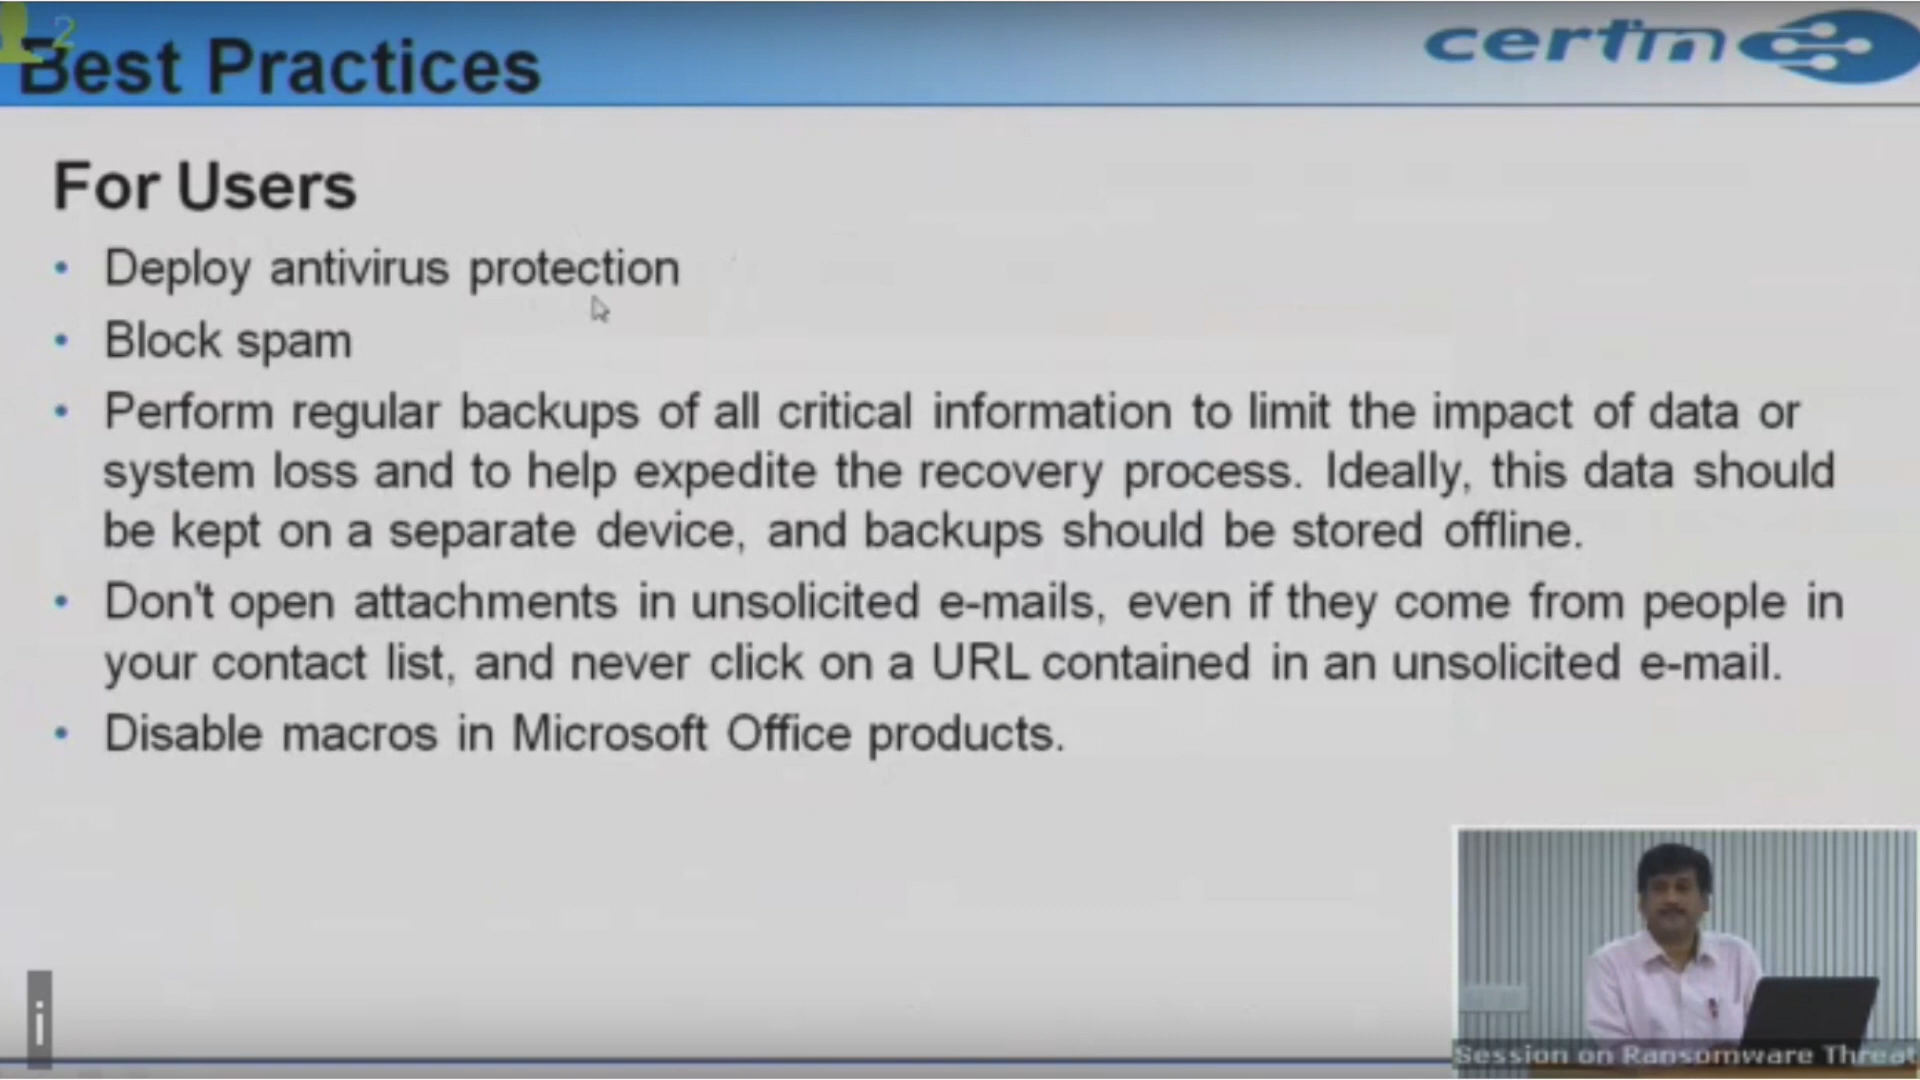 2
Best Practices
certin
For Users
• Deploy antivirus protection
• Block spam
• Perform regular backups of all critical information to limit the impact of data or
system loss and to help expedite the recovery process. Ideally, this data should
be kept on a separate device, and backups should be stored offline.
• Don't open attachments in unsolicited e-mails, even if they come from people in
your contact list, and never click on a URL contained in an unsolicited e-mail.
• Disable macros in Microsoft Office products.
i
Session on Ransomware Threat